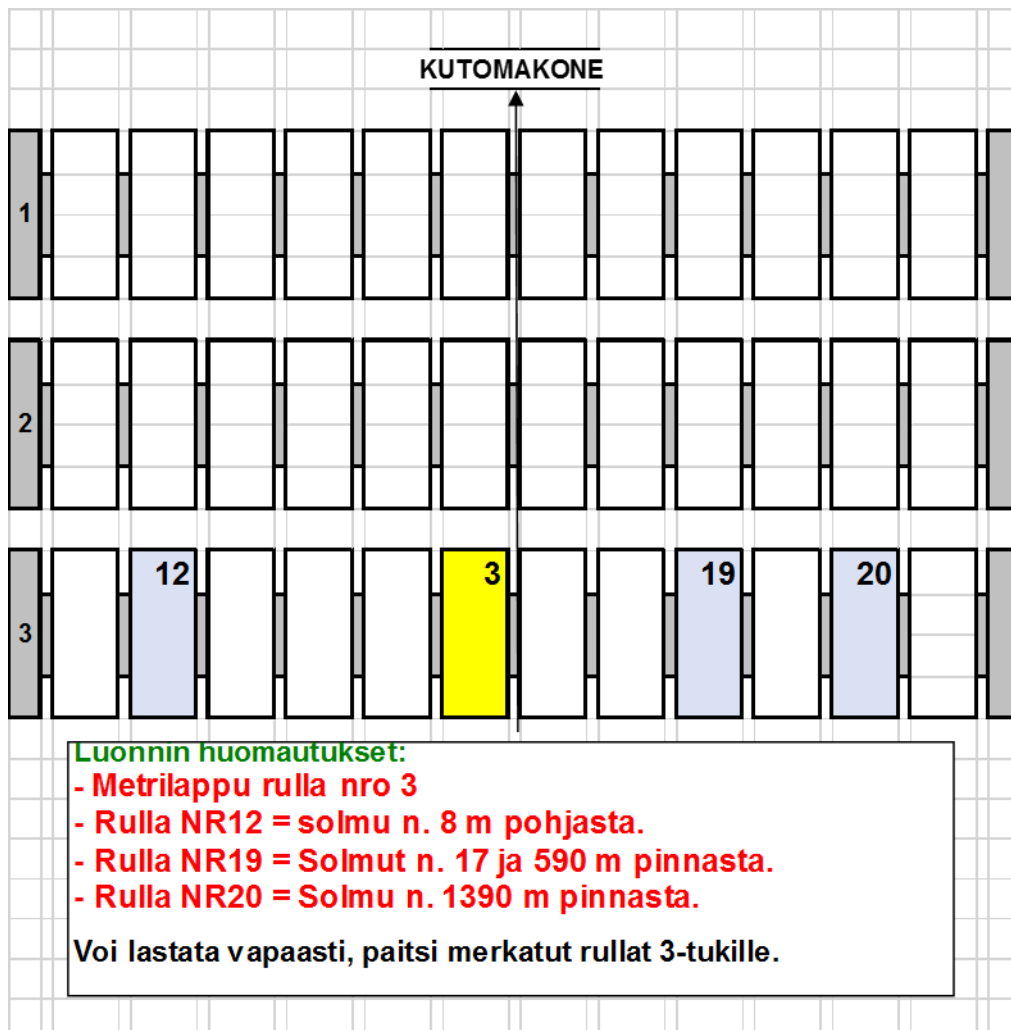 KUTOMAKONE
1
2
3
12
3
19
20
Luonnin huomautukset:
- Metrilappu rulla nro 3
- Rulla NR12 = solmu n. 8 m pohjasta.
- Rulla NR19 = Solmut n. 17 ja 590 m pinnasta.
- Rulla NR20 = Solmu n. 1390 m pinnasta.
Voi lastata vapaasti, paitsi merkatut rullat 3-tukille.